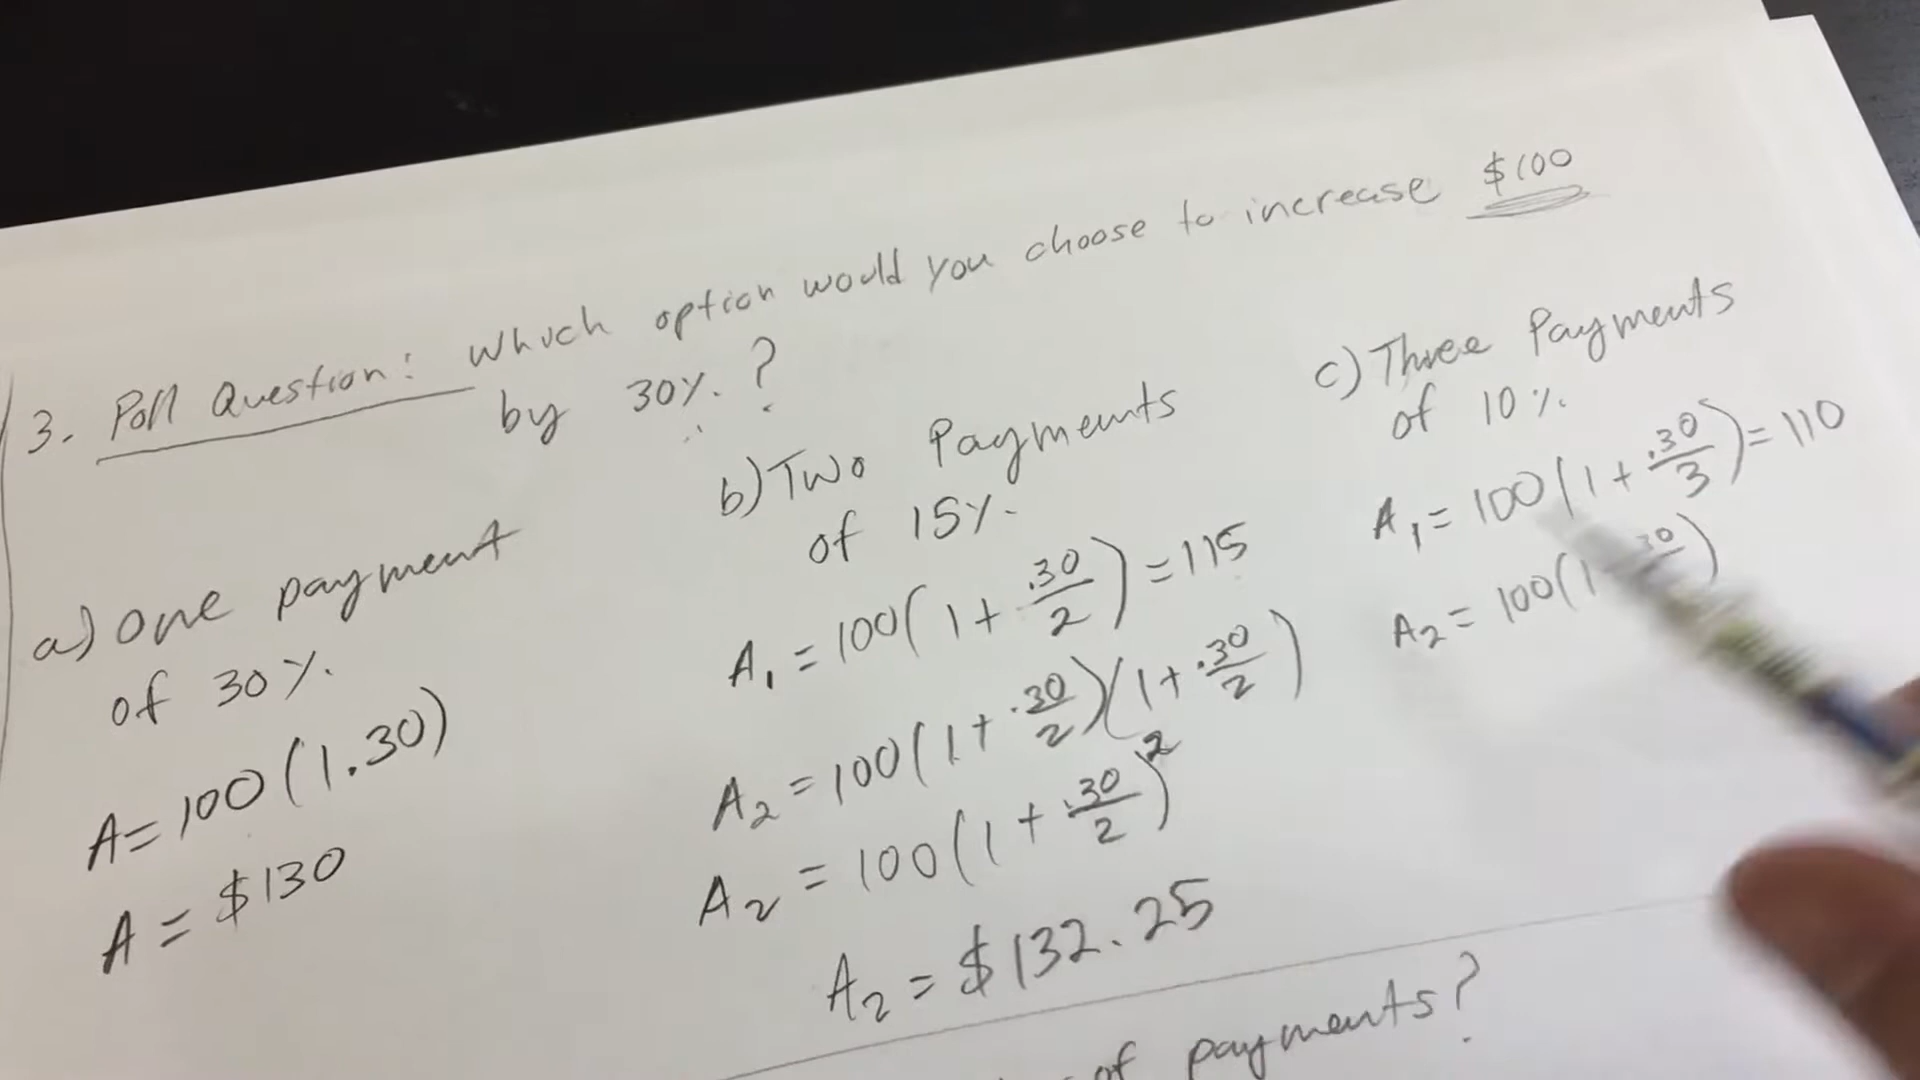 3. Poll Question: Which option would you choose to increase $100
by 30%. ?
a) One payment
of 30%.
A = 100(1.30)
A = $130
b) Two Payments
of 15%.
A₁ = 100(1 + .30/2) = 115
A₂ = 100(1 + .30/2)(1 + .30/2)
A₂ = 100(1 + .30/2)²
A₂ = $132.25
c) Three Payments
of 10%.
A₁ = 100(1 + .30/3) = 110
A₂ = 100(1 30 )
of payments?